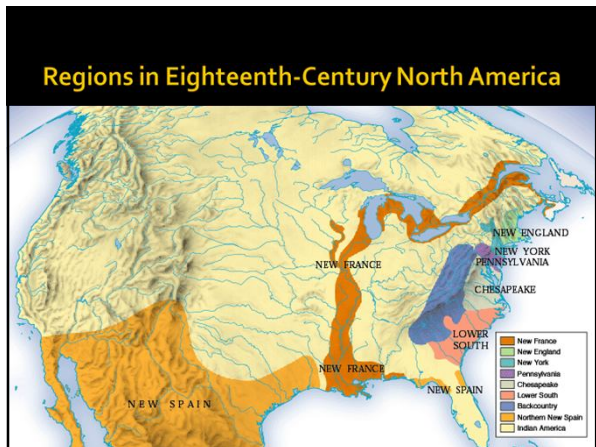 Regions in Eighteenth-Century North America
NEW ENGLAND
NEW YORK
PENNSYLVANIA
NEW FRANCE
CHESAPEAKE
LOWER
SOUTH
NEW FRANCE
NEW SPAIN
NEW SPAIN
New France
New England
New York
Pennsylvania
Chesapeake
Lower South
Backcountry
Northern New Spain
Indian America